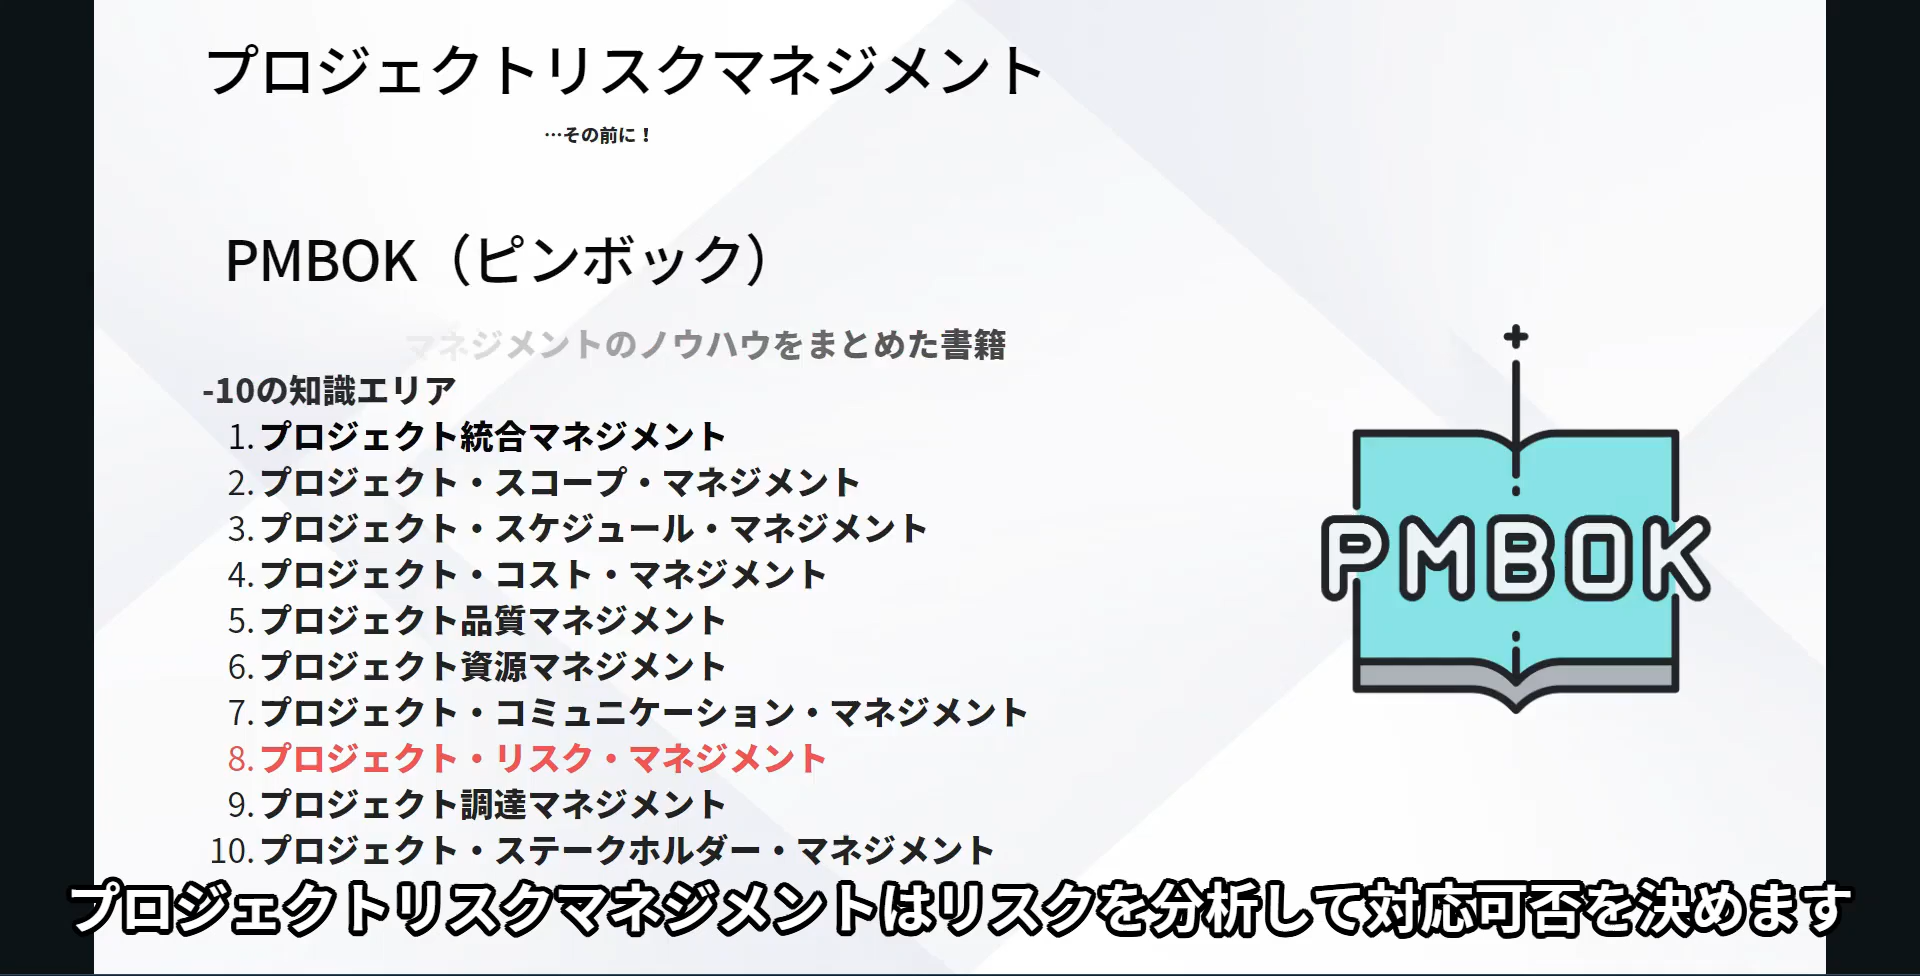 プロジェクトリスクマネジメント
…その前に！
PMBOK（ピンボック）
マネジメントのノウハウをまとめた書籍
-10の知識エリア
1. プロジェクト統合マネジメント
2. プロジェクト・スコープ・マネジメント
3. プロジェクト・スケジュール・マネジメント
4. プロジェクト・コスト・マネジメント
5. プロジェクト品質マネジメント
6. プロジェクト資源マネジメント
7. プロジェクト・コミュニケーション・マネジメント
8. プロジェクト・リスク・マネジメント
9. プロジェクト調達マネジメント
10. プロジェクト・ステークホルダー・マネジメント
PMBOK
プロジェクトリスクマネジメントはリスクを分析して対応可否を決めます